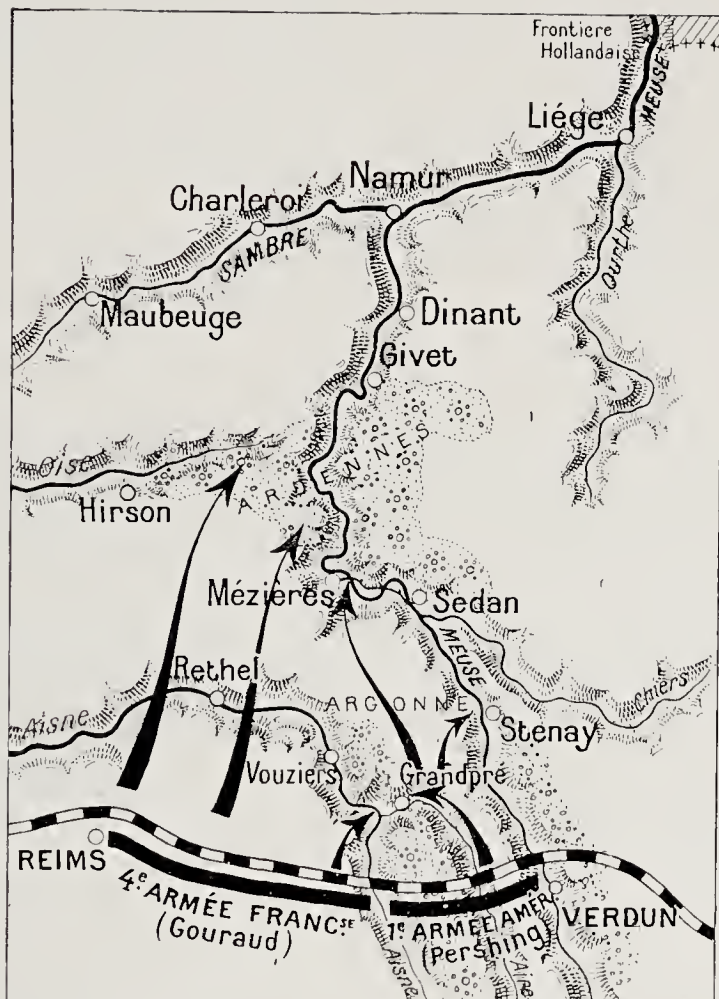 Frontière
Hollandaise
MEUSE
Liége
Namur
Charleroi
SAMBRE
Ourthe
Maubeuge
Dinant
Givet
Oise
ARDENNES
Hirson
Mézières
Sedan
MEUSE
Rethel
Chiers
ARGONNE
Aisne
Stenay
Vouziers
Grandpré
REIMS
4e ARMÉE FRANCse
(Gouraud)
1e ARMÉE AMER
(Pershing)
VERDUN
Aisne
Aire